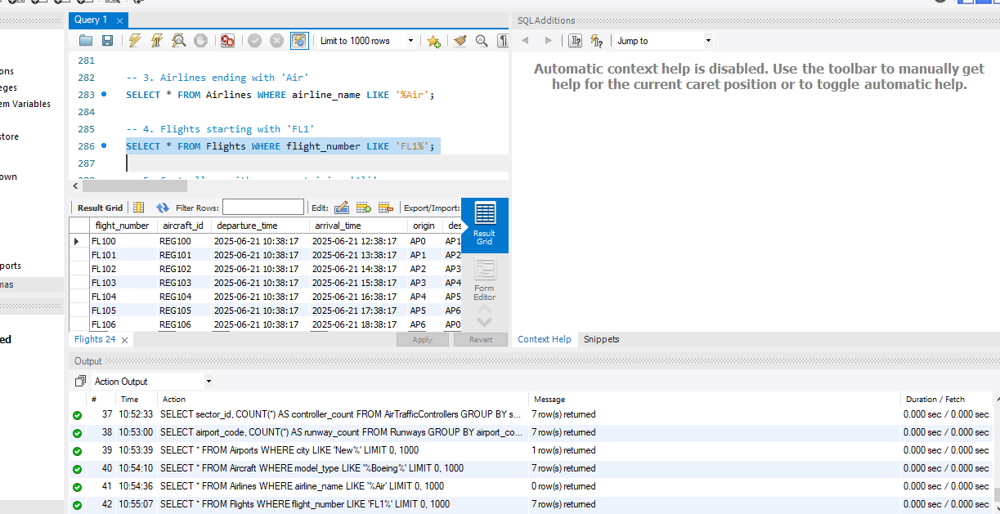 Query 1
SQLAdditions
Limit to 1000 rows
Jump to
ons
eges
em Variables
store
own
ports
mas
ed
281
282 -- 3. Airlines ending with 'Air'
283 SELECT * FROM Airlines WHERE airline_name LIKE '%Air';
284
285 -- 4. Flights starting with 'FL1'
286 SELECT * FROM Flights WHERE flight_number LIKE 'FL1%';
287
Automatic context help is disabled. Use the toolbar to manually get
help for the current caret position or to toggle automatic help.
Result Grid Filter Rows: Edit: Export/Import:
flight_number aircraft_id departure_time arrival_time origin des
FL100 REG100 2025-06-21 10:38:17 2025-06-21 12:38:17 AP0 AP1
FL101 REG101 2025-06-21 10:38:17 2025-06-21 13:38:17 AP1 AP2
FL102 REG102 2025-06-21 10:38:17 2025-06-21 14:38:17 AP2 AP3
FL103 REG103 2025-06-21 10:38:17 2025-06-21 15:38:17 AP3 AP4
FL104 REG104 2025-06-21 10:38:17 2025-06-21 16:38:17 AP4 AP5
FL105 REG105 2025-06-21 10:38:17 2025-06-21 17:38:17 AP5 AP6
FL106 REG106 2025-06-21 10:38:17 2025-06-21 18:38:17 AP6 AP0
Result
Grid
Form
Editor
Flights 24
Apply Revert
Context Help Snippets
Output
Action Output
# Time Action Message Duration / Fetch
37 10:52:33 SELECT sector_id, COUNT(*) AS controller_count FROM AirTrafficControllers GROUP BY s... 7 row(s) returned 0.000 sec / 0.000 sec
38 10:53:00 SELECT airport_code, COUNT(*) AS runway_count FROM Runways GROUP BY airport_co... 7 row(s) returned 0.000 sec / 0.000 sec
39 10:53:39 SELECT * FROM Airports WHERE city LIKE 'New%' LIMIT 0, 1000 1 row(s) returned 0.000 sec / 0.000 sec
40 10:54:10 SELECT * FROM Aircraft WHERE model_type LIKE '%Boeing%' LIMIT 0, 1000 7 row(s) returned 0.000 sec / 0.000 sec
41 10:54:36 SELECT * FROM Airlines WHERE airline_name LIKE '%Air' LIMIT 0, 1000 0 row(s) returned 0.000 sec / 0.000 sec
42 10:55:07 SELECT * FROM Flights WHERE flight_number LIKE 'FL1%' LIMIT 0, 1000 7 row(s) returned 0.000 sec / 0.000 sec